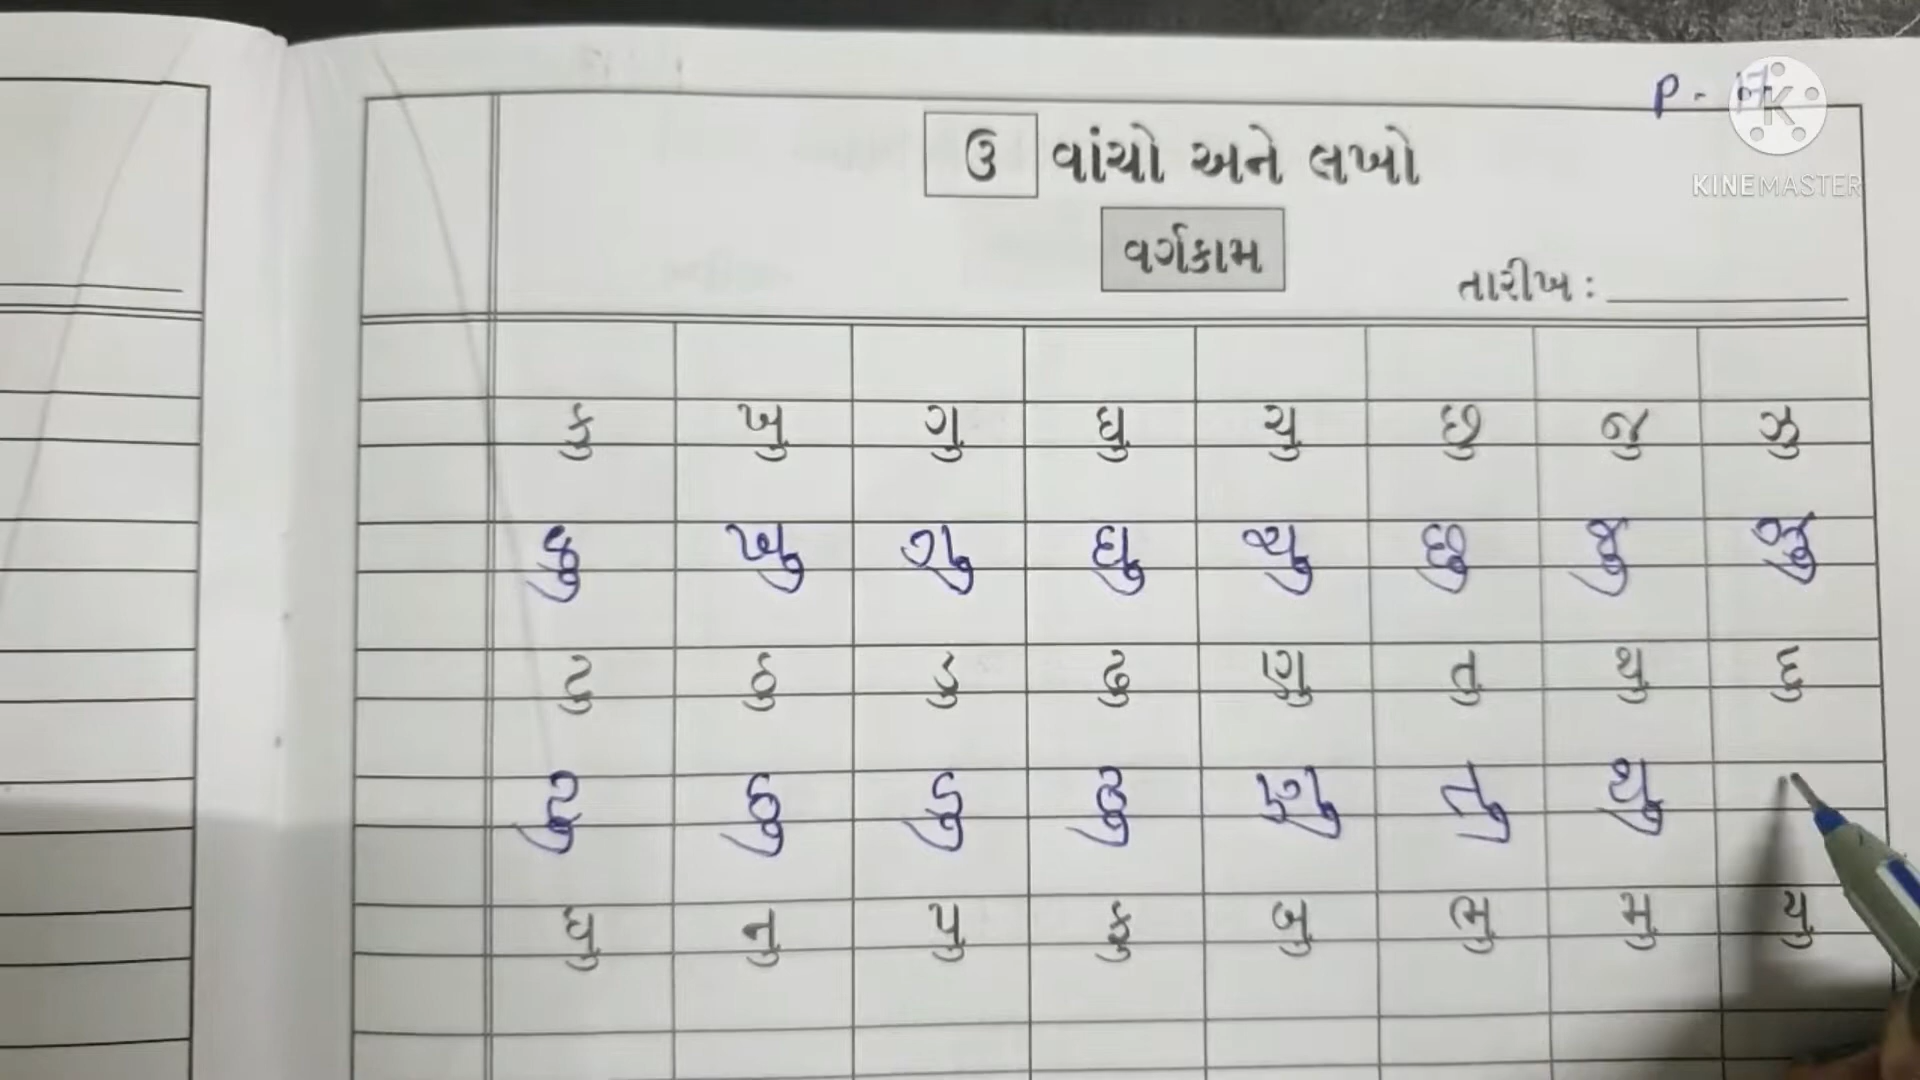 P - 17
KINEMASTER
ઉ વાંચો અને લખો
વર્ગકામ
તારીખ :
કુ ખુ ગુ ઘુ ચુ છુ જુ ઝુ
કુ ખુ ગુ ઘુ ચુ છુ જુ ઝુ
ટુ ઠુ ડુ ઢુ ણુ તુ થુ દુ
ટુ ઠુ ડુ ઢુ ણુ તુ થુ
ધુ નુ પુ ફુ બુ ભુ મુ યુ